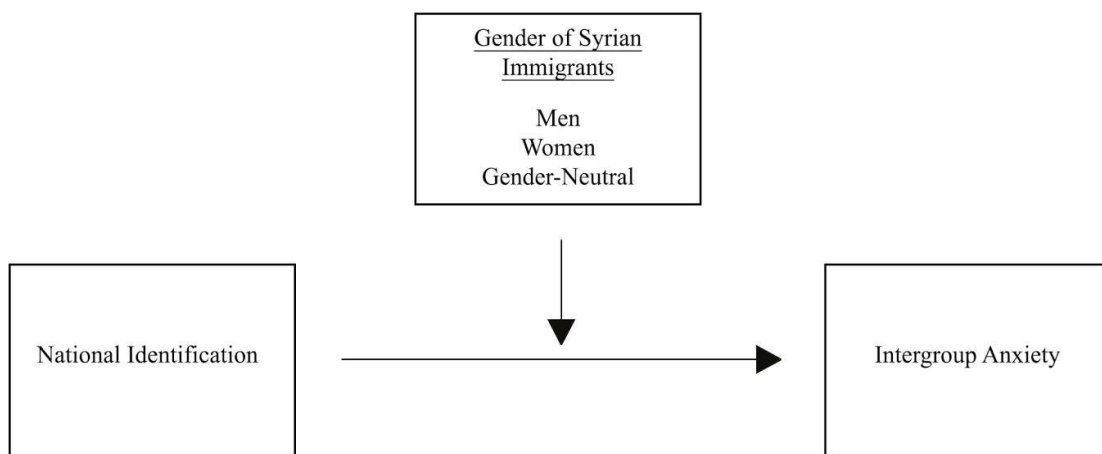 Gender of Syrian
Immigrants
Men
Women
Gender-Neutral
National Identification
Intergroup Anxiety